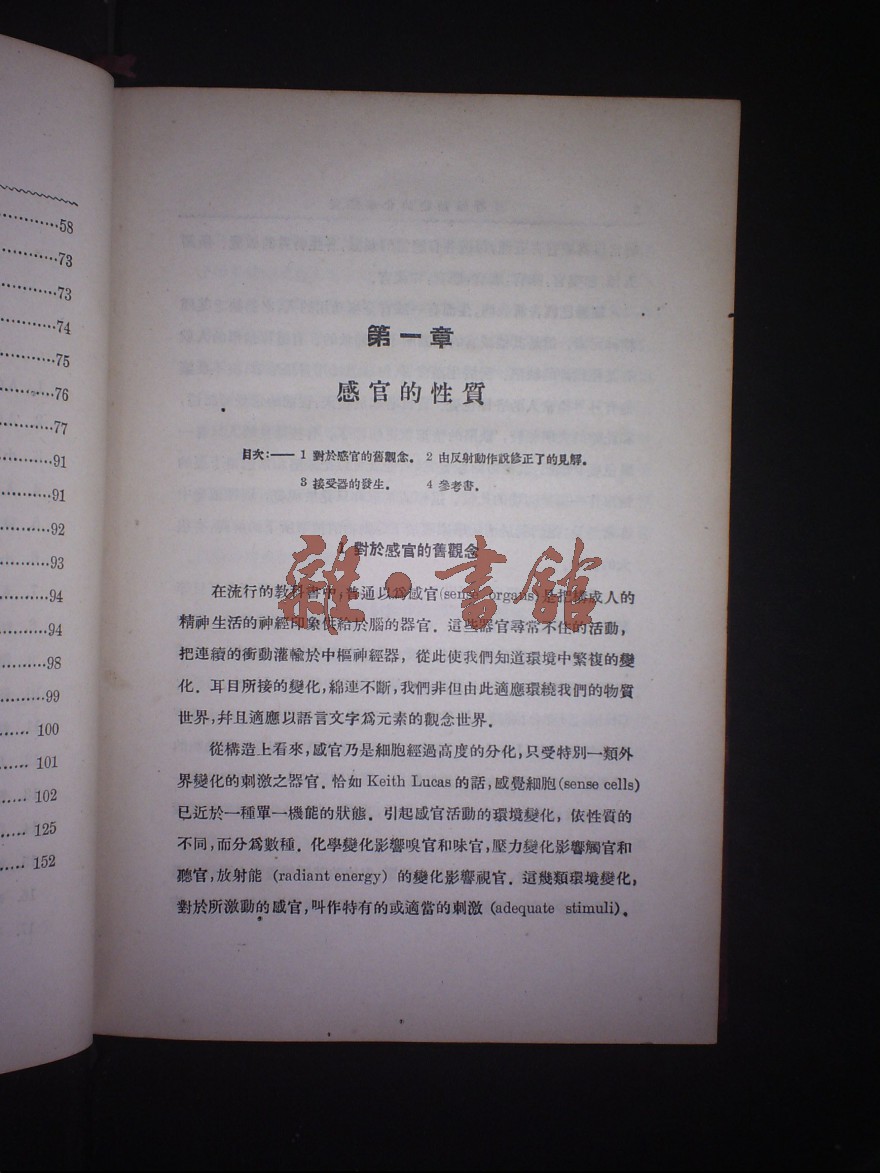 58
73
73
74
75
76
77
91
91
92
93
94
94
98
99
100
101
102
125
152
第一章
感官的性質
目次:—— 1 對於感官的舊觀念. 2 由反射動作說修正了的見解.
3 接受器的發生. 4 參考書.
1 對於感官的舊觀念
在流行的教科書中,普通以爲感官(sense organs)是把構成人的
精神生活的神經印象供給於腦的器官. 這些器官尋常不住的活動,
把連續的衝動灌輸於中樞神經器, 從此使我們知道環境中繁複的變
化. 耳目所接的變化,綿連不斷,我們非但由此適應環繞我們的物質
世界,幷且適應以語言文字爲元素的觀念世界.
從構造上看來,感官乃是細胞經過高度的分化,只受特別一類外
界變化的刺激之器官. 恰如 Keith Lucas 的話,感覺細胞(sense cells)
已近於一種單一機能的狀態. 引起感官活動的環境變化, 依性質的
不同,而分爲數種. 化學變化影響嗅官和味官,壓力變化影響觸官和
聽官,放射能 (radiant energy) 的變化影響視官. 這幾類環境變化,
對於所激動的感官,叫作特有的或適當的刺激 (adequate stimuli).
雜·書館